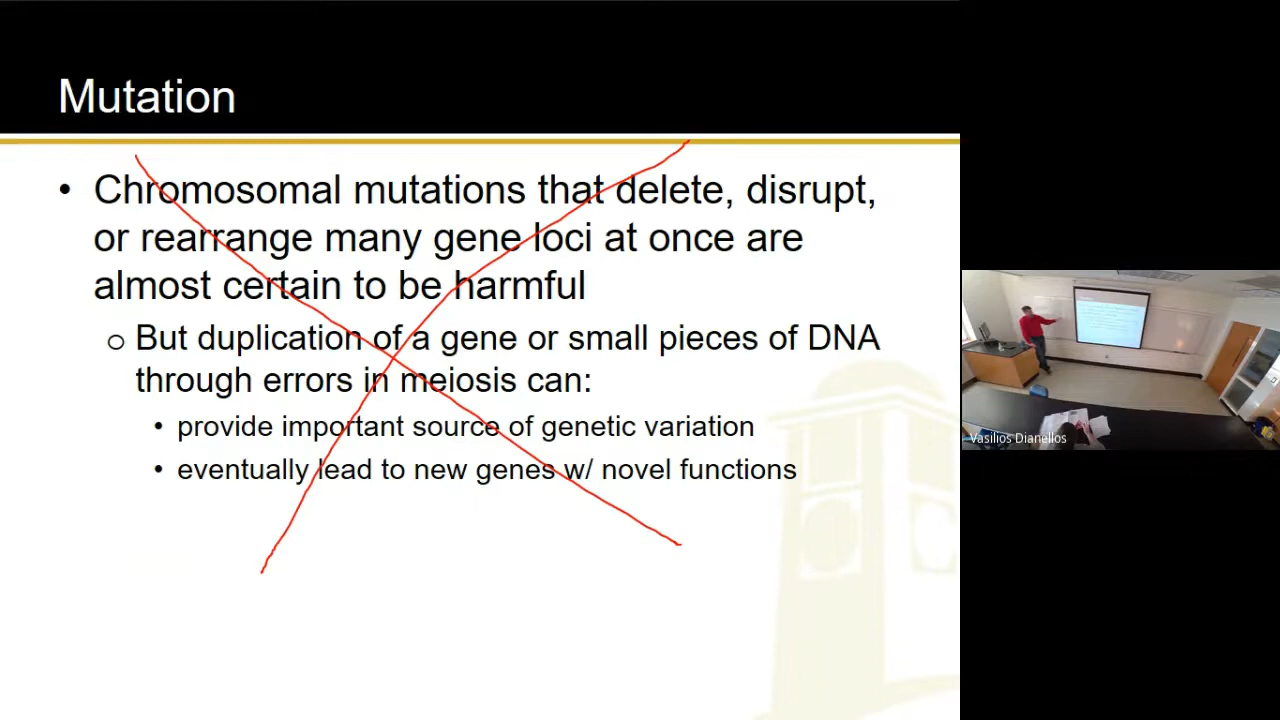 Mutation
• Chromosomal mutations that delete, disrupt,
or rearrange many gene loci at once are
almost certain to be harmful
o But duplication of a gene or small pieces of DNA
through errors in meiosis can:
• provide important source of genetic variation
• eventually lead to new genes w/ novel functions
Vasilios Dianellos